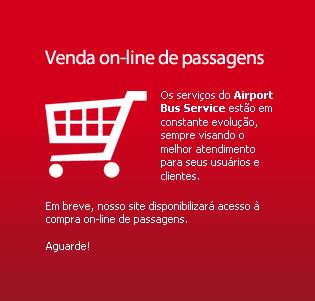 Venda on-line de passagens
Os serviços do Airport
Bus Service estão em
constante evolução,
sempre visando o
melhor atendimento
para seus usuários e
clientes.
Em breve, nosso site disponibilizará acesso à
compra on-line de passagens.
Aguarde!